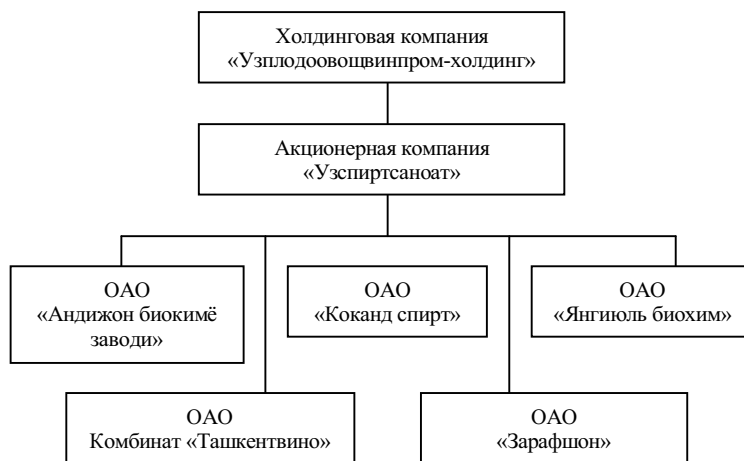 Холдинговая компания
«Узплодоовощвинпром-холдинг»
Акционерная компания
«Узспиртсаноат»
ОАО
«Андижон биокимё
заводи»
ОАО
«Коканд спирт»
ОАО
«Янгиюль биохим»
ОАО
Комбинат «Ташкентвино»
ОАО
«Зарафшон»